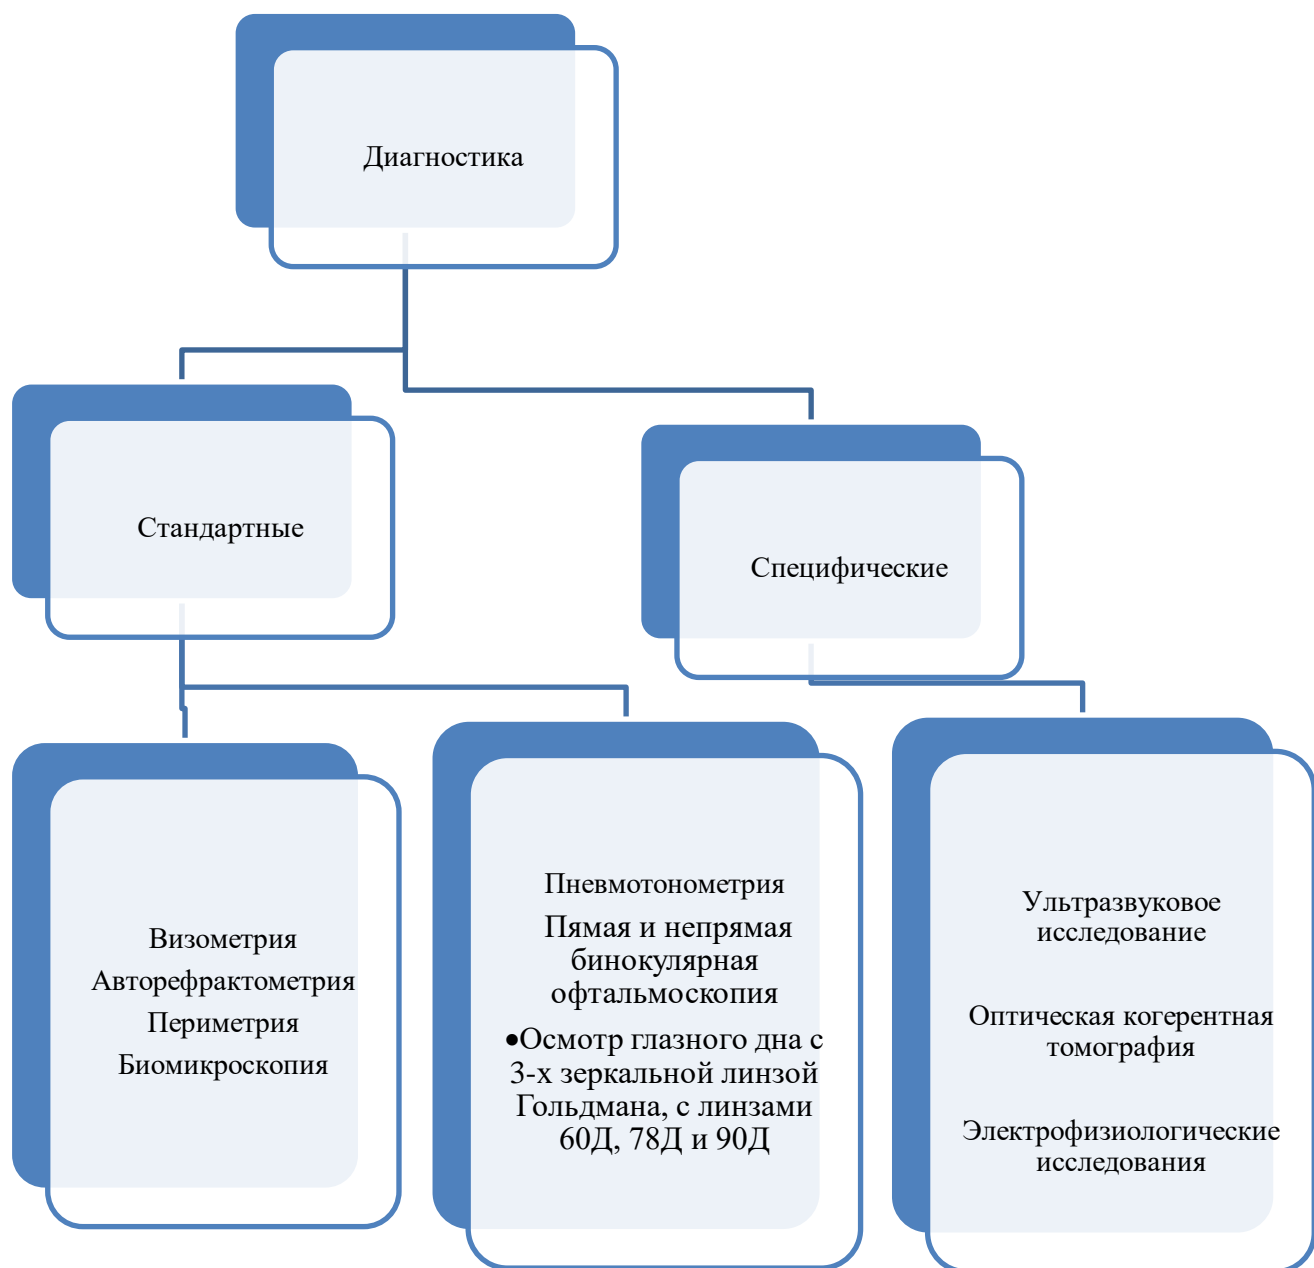 Диагностика
Стандартные
Специфические
Визометрия
Авторефрактометрия
Периметрия
Биомикроскопия
Пневмотонометрия
Пямая и непрямая
бинокулярная
офтальмоскопия
•Осмотр глазного дна с
3-х зеркальной линзой
Гольдмана, с линзами
60Д, 78Д и 90Д
Ультразвуковое
исследование
Оптическая когерентная
томография
Электрофизиологические
исследования